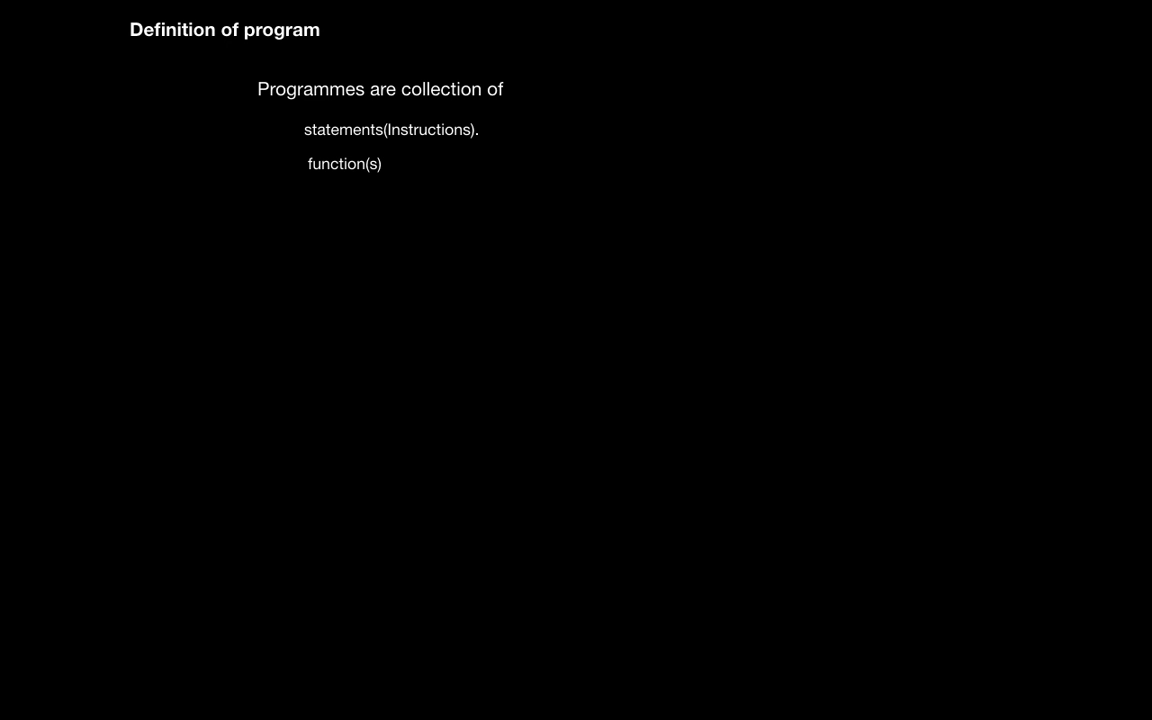 Definition of program
Programmes are collection of
statements(Instructions).
function(s)